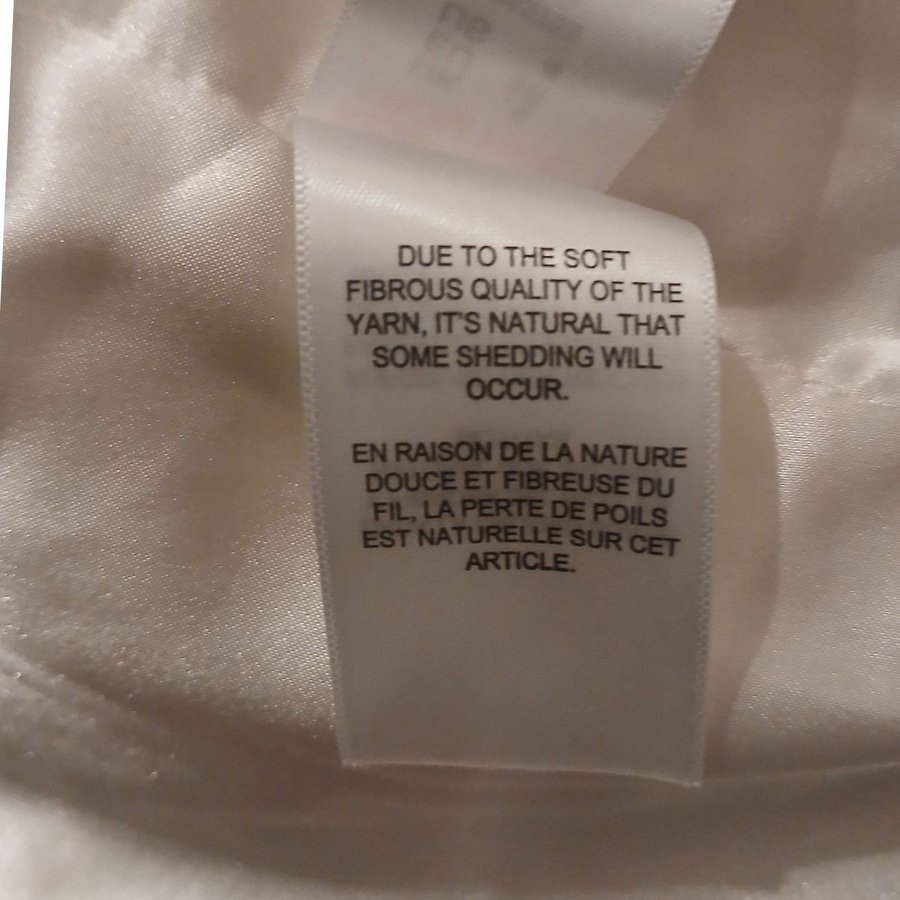 DUE TO THE SOFT
FIBROUS QUALITY OF THE
YARN, IT'S NATURAL THAT
SOME SHEDDING WILL
OCCUR.
EN RAISON DE LA NATURE
DOUCE ET FIBREUSE DU
FIL, LA PERTE DE POILS
EST NATURELLE SUR CET
ARTICLE.